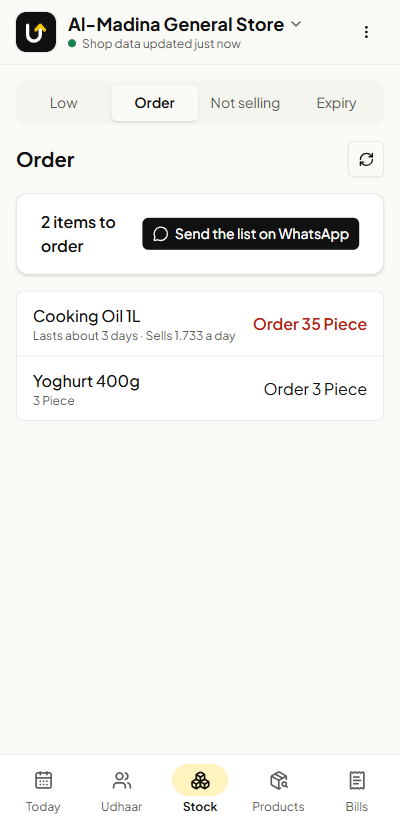 Al-Madina General Store
Shop data updated just now
Low
Order
Not selling
Expiry
Order
2 items to
order
Send the list on WhatsApp
Cooking Oil 1L
Lasts about 3 days · Sells 1.733 a day
Order 35 Piece
Yoghurt 400g
3 Piece
Order 3 Piece
Today
Udhaar
Stock
Products
Bills